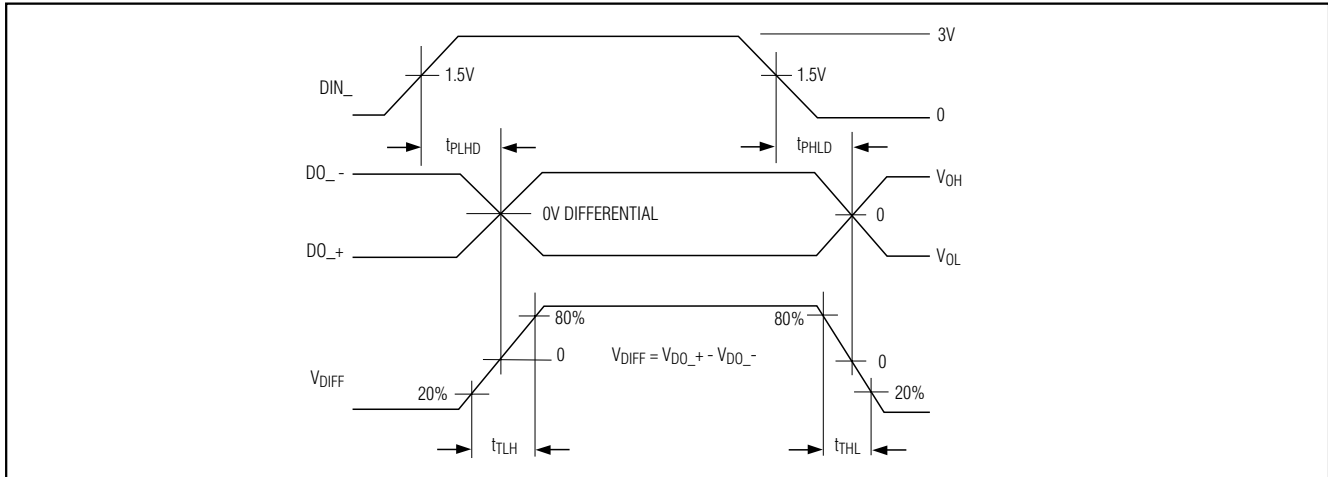 3V
1.5V
1.5V
DIN_
0
tPLHD
tPHLD
DO_ -
VOH
0V DIFFERENTIAL
0
DO_+
VOL
80%
80%
0
VDIFF = VDO_+ - VDO_-
0
VDIFF
20%
20%
tTLH
tTHL